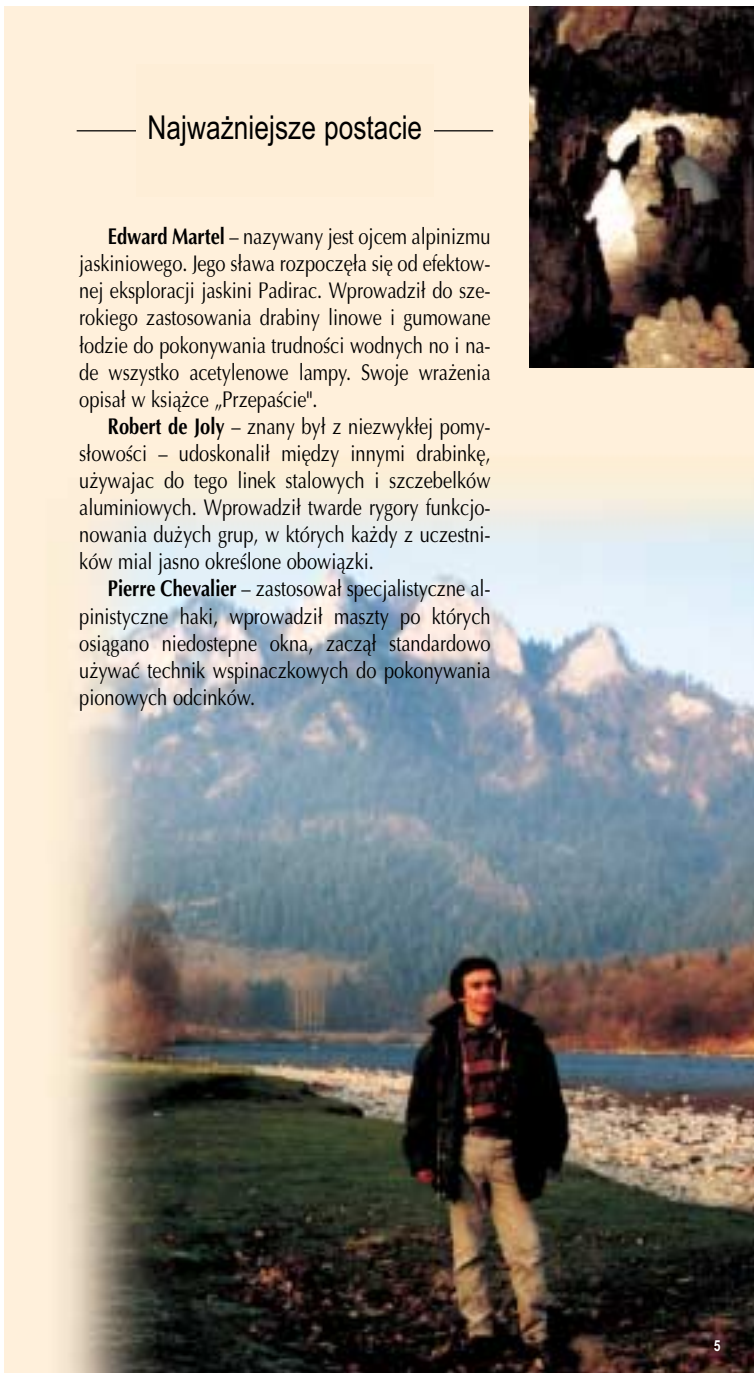 Najważniejsze postacie
Edward Martel – nazywany jest ojcem alpinizmu
jaskiniowego. Jego sława rozpoczęła się od efektow-
nej eksploracji jaskini Padirac. Wprowadził do sze-
rokiego zastosowania drabiny linowe i gumowane
łodzie do pokonywania trudności wodnych no i na-
de wszystko acetylenowe lampy. Swoje wrażenia
opisał w książce „Przepaście".
Robert de Joly – znany był z niezwykłej pomy-
słowości – udoskonalił między innymi drabinkę,
używajac do tego linek stalowych i szczebelków
aluminiowych. Wprowadził twarde rygory funkcjo-
nowania dużych grup, w których każdy z uczestni-
ków mial jasno określone obowiązki.
Pierre Chevalier – zastosował specjalistyczne al-
pinistyczne haki, wprowadził maszty po których
osiągano niedostepne okna, zaczął standardowo
używać technik wspinaczkowych do pokonywania
pionowych odcinków.
5